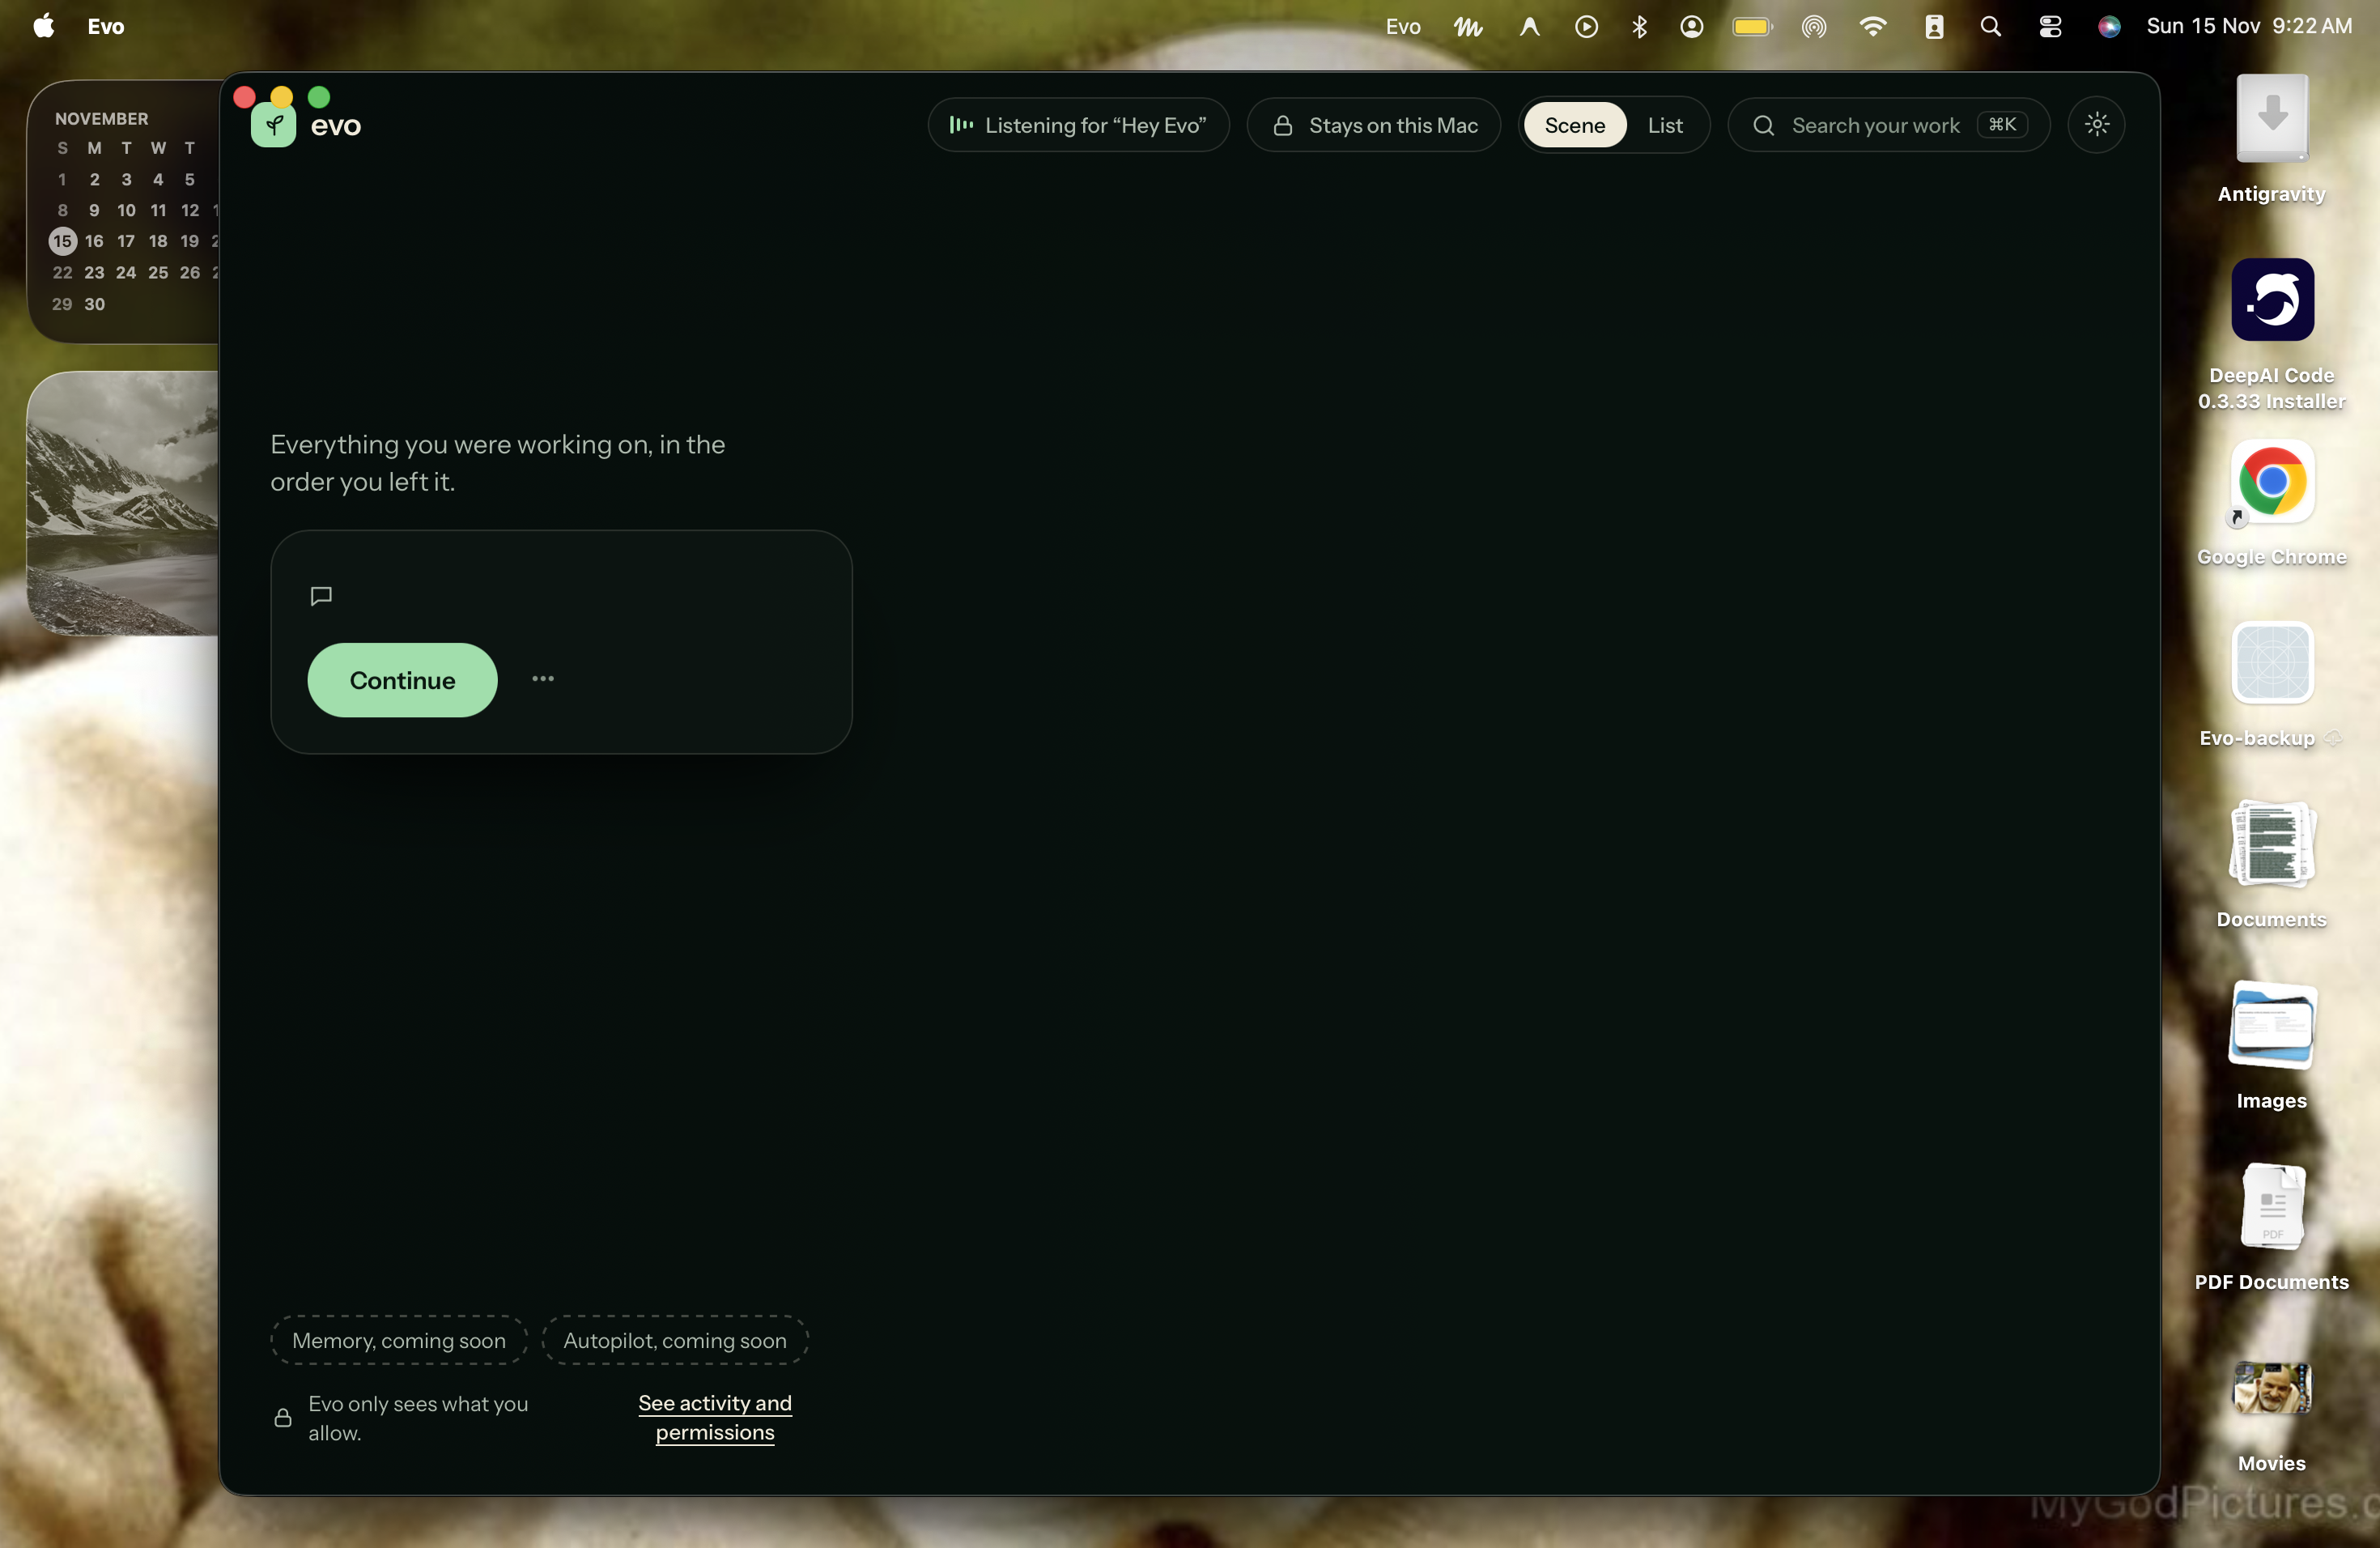 Evo
Evo
Sun 15 Nov 9:22 AM
NOVEMBER
S M T W T
1 2 3 4 5
8 9 10 11 12
15 16 17 18 19
22 23 24 25 26
29 30
evo
Listening for “Hey Evo”
Stays on this Mac
Scene
List
Search your work
⌘K
Everything you were working on, in the
order you left it.
Continue
Memory, coming soon
Autopilot, coming soon
Evo only sees what you
allow.
See activity and
permissions
Antigravity
DeepAI Code
0.3.33 Installer
Google Chrome
Evo-backup
Documents
Images
PDF
PDF Documents
Movies
MyGodPictures.c